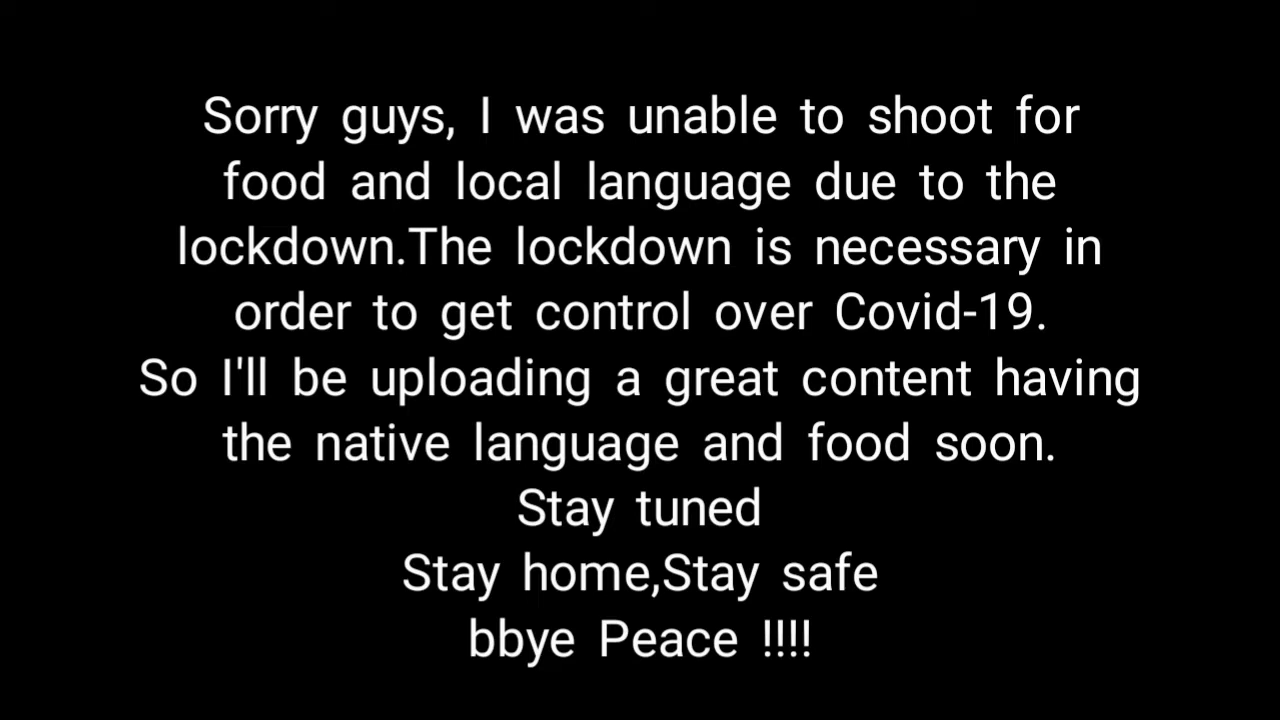 Sorry guys, I was unable to shoot for
food and local language due to the
lockdown.The lockdown is necessary in
order to get control over Covid-19.
So I'll be uploading a great content having
the native language and food soon.
Stay tuned
Stay home,Stay safe
bbye Peace !!!!